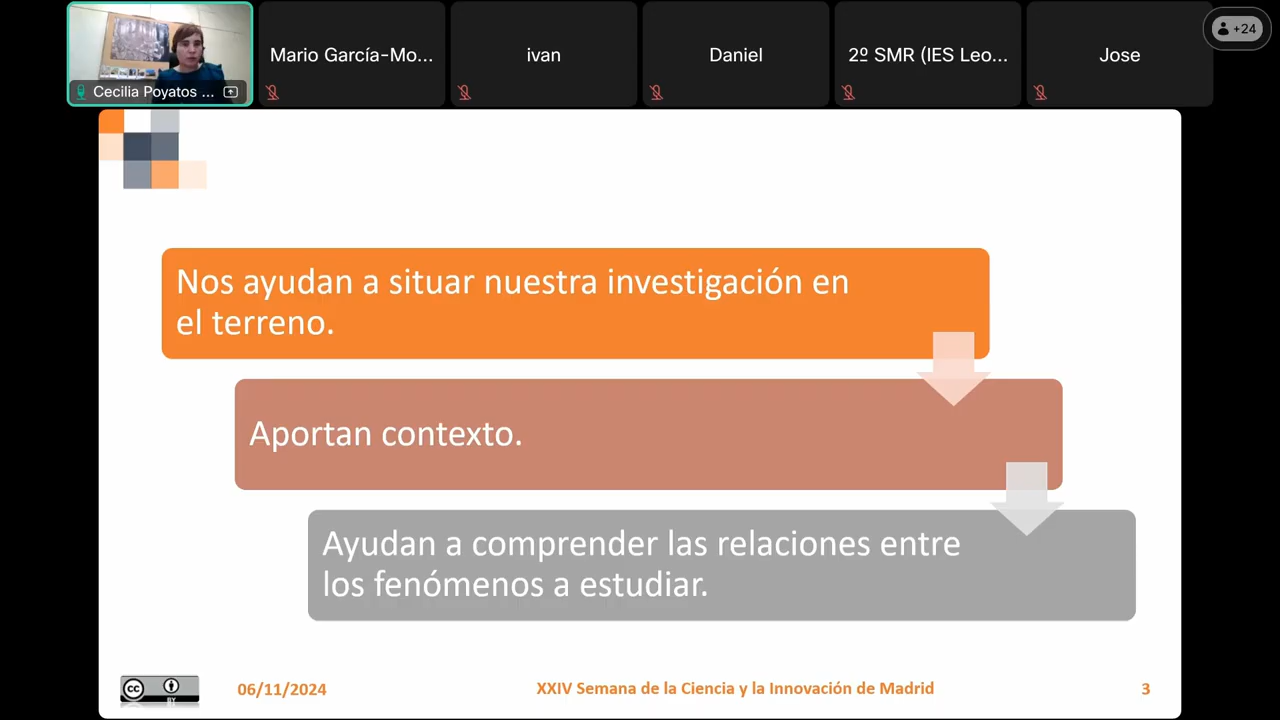 Cecilia Poyatos ...
Mario García-Mo...
ivan
Daniel
2º SMR (IES Leo...
Jose
+24
Nos ayudan a situar nuestra investigación en
el terreno.
Aportan contexto.
Ayudan a comprender las relaciones entre
los fenómenos a estudiar.
cc
BY
06/11/2024
XXIV Semana de la Ciencia y la Innovación de Madrid
3